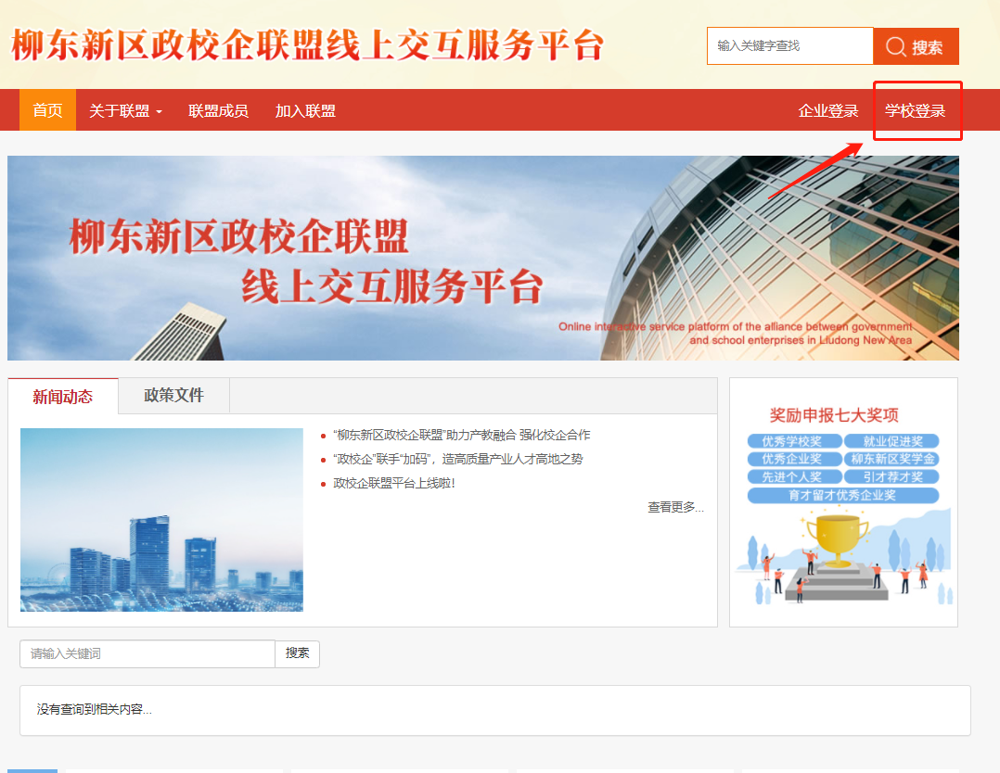 柳东新区政校企联盟线上交互服务平台
输入关键字查找
搜索
首页
关于联盟
联盟成员
加入联盟
企业登录
学校登录
柳东新区政校企联盟
线上交互服务平台
Online interactive service platform of the alliance between government
and school enterprises in Liudong New Area
新闻动态
政策文件
“柳东新区政校企联盟”助力产教融合 强化校企合作
“政校企”联手“加码”，造高质量产业人才高地之势
政校企联盟平台上线啦!
查看更多...
奖励申报七大奖项
优秀学校奖
就业促进奖
优秀企业奖
柳东新区奖学金
先进个人奖
引才荐才奖
育才留才优秀企业奖
请输入关键词
搜索
没有查询到相关内容...